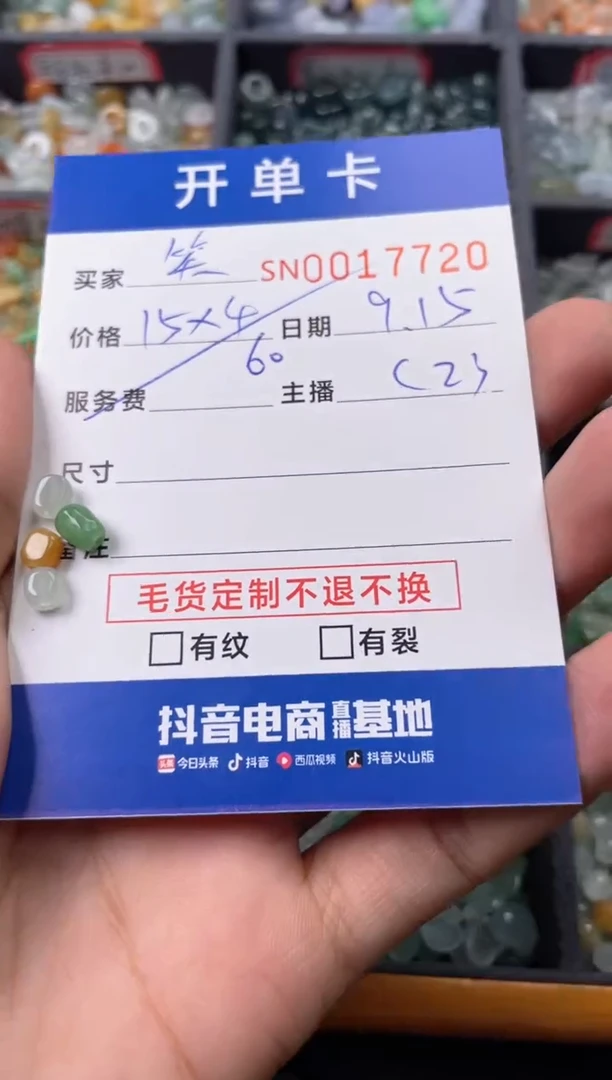 开单卡
买家 笑 SN0017720
价格 15×4 日期 9.15
60
服务费 主播 (2)
尺寸
备注
毛货定制不退不换
有纹 有裂
抖音电商直播基地
今日头条 抖音 西瓜视频 抖音火山版